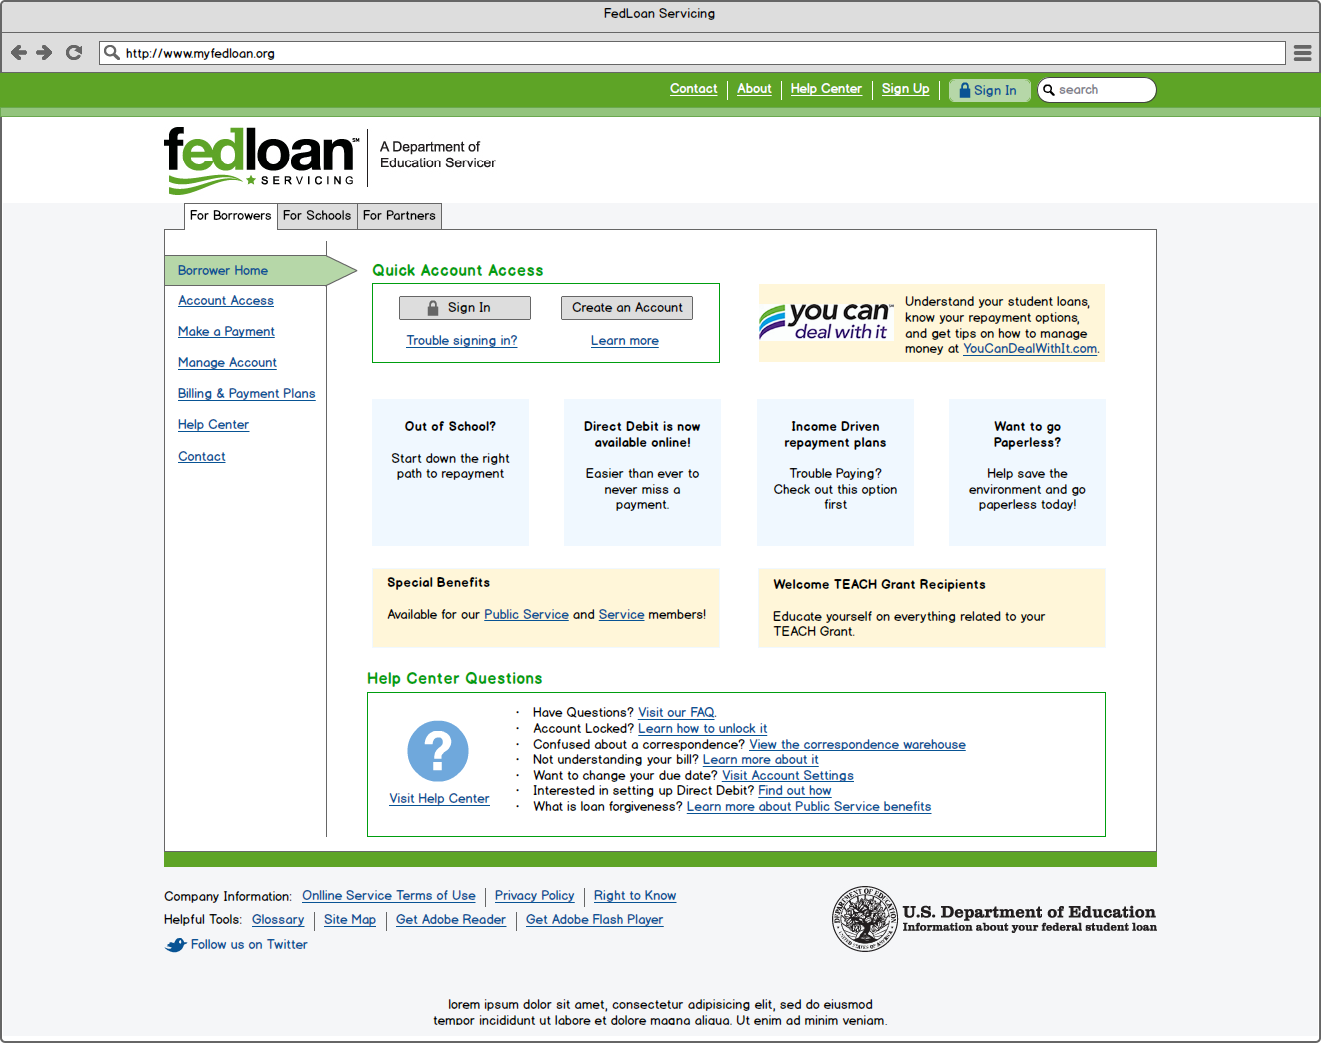 FedLoan Servicing
http://www.myfedloan.org
Contact
About
Help Center
Sign Up
Sign In
search
fedloan℠
SERVICING
A Department of
Education Servicer
For Borrowers
For Schools
For Partners
Borrower Home
Account Access
Make a Payment
Manage Account
Billing & Payment Plans
Help Center
Contact
Quick Account Access
Sign In
Create an Account
Trouble signing in?
Learn more
you can℠
deal with it
Understand your student loans,
know your repayment options,
and get tips on how to manage
money at YouCanDealWithIt.com.
Out of School?
Start down the right
path to repayment
Direct Debit is now
available online!
Easier than ever to
never miss a
payment.
Income Driven
repayment plans
Trouble Paying?
Check out this option
first
Want to go
Paperless?
Help save the
environment and go
paperless today!
Special Benefits
Available for our Public Service and Service members!
Welcome TEACH Grant Recipients
Educate yourself on everything related to your
TEACH Grant.
Help Center Questions
?
Visit Help Center
· Have Questions? Visit our FAQ.
· Account Locked? Learn how to unlock it
· Confused about a correspondence? View the correspondence warehouse
· Not understanding your bill? Learn more about it
· Want to change your due date? Visit Account Settings
· Interested in setting up Direct Debit? Find out how
· What is loan forgiveness? Learn more about Public Service benefits
Company Information: Onlline Service Terms of Use | Privacy Policy | Right to Know
Helpful Tools: Glossary | Site Map | Get Adobe Reader | Get Adobe Flash Player
Follow us on Twitter
DEPARTMENT OF EDUCATION
UNITED STATES OF AMERICA
U.S. Department of Education
Information about your federal student loan
lorem ipsum dolor sit amet, consectetur adipisicing elit, sed do eiusmod
tempor incididunt ut labore et dolore magna aliqua. Ut enim ad minim veniam.